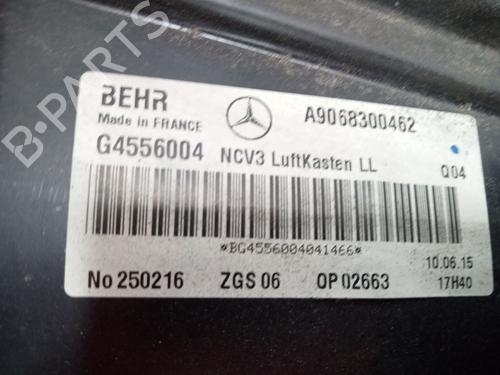 B-PARTS
BEHR
Made in FRANCE
A9068300462
G4556004 NCV3 LuftKasten LL Q04
*BG4556004041466*
No 250216 ZGS 06 OP 02663
10.06.15
17H40